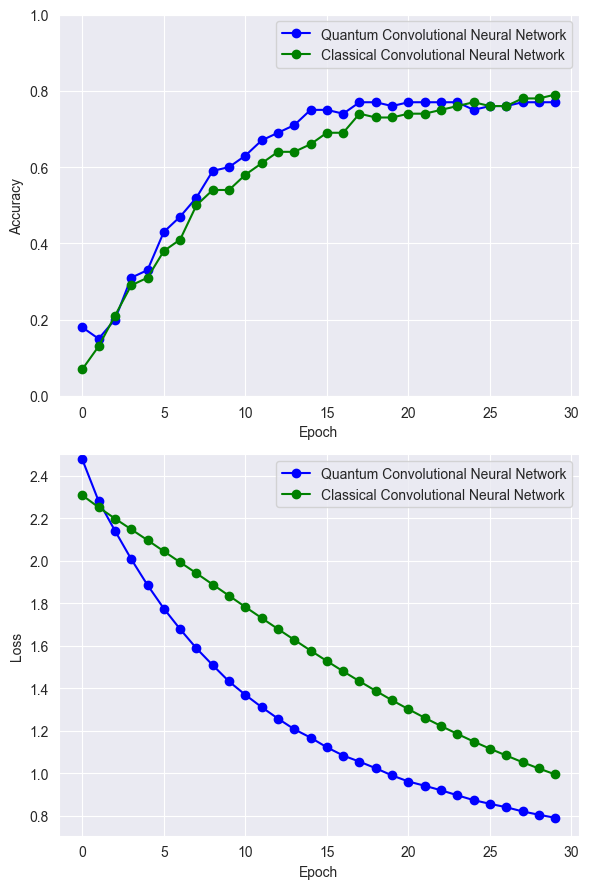 1.0
0.8
0.6
0.4
0.2
0.0
Accuracy
Quantum Convolutional Neural Network
Classical Convolutional Neural Network
0 5 10 15 20 25 30
Epoch
2.4
2.2
2.0
1.8
1.6
1.4
1.2
1.0
0.8
Loss
Quantum Convolutional Neural Network
Classical Convolutional Neural Network
0 5 10 15 20 25 30
Epoch